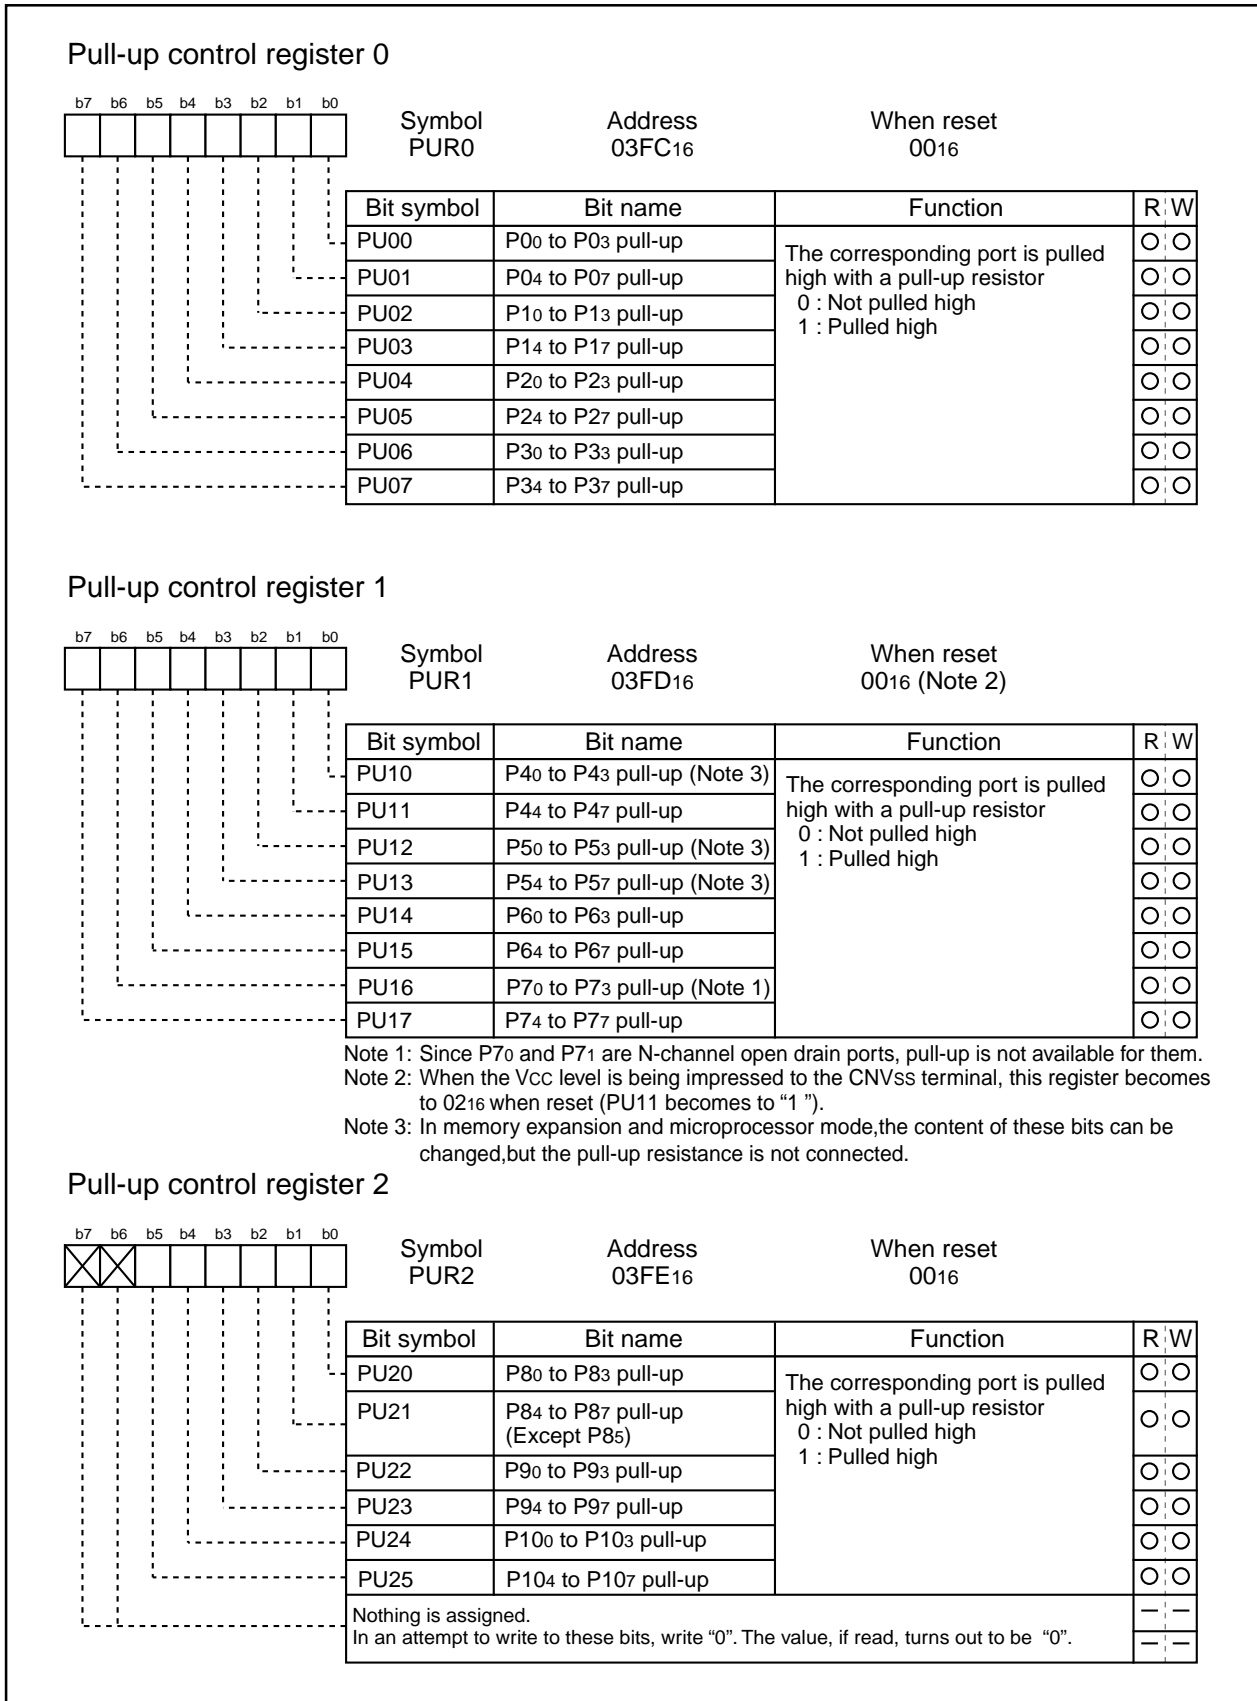 Pull-up control register 0
b7 b6 b5 b4 b3 b2 b1 b0
Symbol Address When reset
PUR0 03FC16 0016
Bit symbol Bit name Function R W
PU00 P00 to P03 pull-up The corresponding port is pulled
PU01 P04 to P07 pull-up high with a pull-up resistor
PU02 P10 to P13 pull-up 0 : Not pulled high
1 : Pulled high
PU03 P14 to P17 pull-up
PU04 P20 to P23 pull-up
PU05 P24 to P27 pull-up
PU06 P30 to P33 pull-up
PU07 P34 to P37 pull-up
Pull-up control register 1
b7 b6 b5 b4 b3 b2 b1 b0
Symbol Address When reset
PUR1 03FD16 0016 (Note 2)
Bit symbol Bit name Function R W
PU10 P40 to P43 pull-up (Note 3) The corresponding port is pulled
PU11 P44 to P47 pull-up high with a pull-up resistor
PU12 P50 to P53 pull-up (Note 3) 0 : Not pulled high
1 : Pulled high
PU13 P54 to P57 pull-up (Note 3)
PU14 P60 to P63 pull-up
PU15 P64 to P67 pull-up
PU16 P70 to P73 pull-up (Note 1)
PU17 P74 to P77 pull-up
Note 1: Since P70 and P71 are N-channel open drain ports, pull-up is not available for them.
Note 2: When the VCC level is being impressed to the CNVSS terminal, this register becomes
to 0216 when reset (PU11 becomes to “1 ”).
Note 3: In memory expansion and microprocessor mode,the content of these bits can be
changed,but the pull-up resistance is not connected.
Pull-up control register 2
b7 b6 b5 b4 b3 b2 b1 b0
Symbol Address When reset
PUR2 03FE16 0016
Bit symbol Bit name Function R W
PU20 P80 to P83 pull-up The corresponding port is pulled
PU21 P84 to P87 pull-up high with a pull-up resistor
(Except P85) 0 : Not pulled high
1 : Pulled high
PU22 P90 to P93 pull-up
PU23 P94 to P97 pull-up
PU24 P100 to P103 pull-up
PU25 P104 to P107 pull-up
Nothing is assigned.
In an attempt to write to these bits, write “0”. The value, if read, turns out to be “0”.